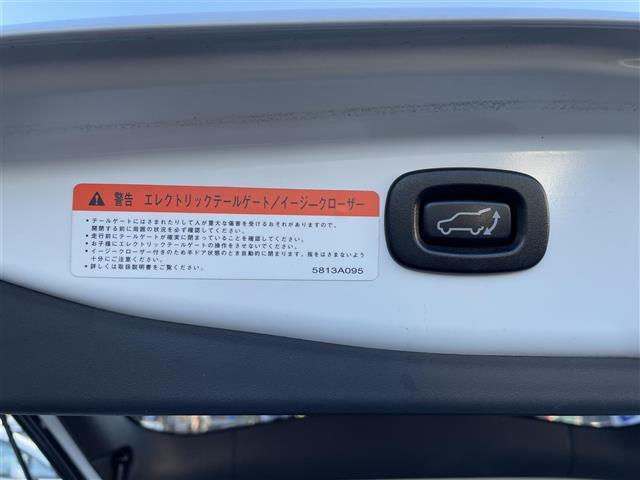 警告 エレクトリックテールゲート/イージークローザー
• テールゲートにはさまれたりして人が重大な傷害を受けるおそれがありますので、
開閉する前に周囲の状況を必ず確認してください。
• 走行前にテールゲートが確実に閉まっていることを確認してください。
• お子様にエレクトリックテールゲートの操作をさせないでください。
• イージークローザー付きのため半ドア状態のとき自動的に閉まります。指をはさまないよう
十分にご注意ください。
• 詳しくは取扱説明書をご覧ください。
5813A095